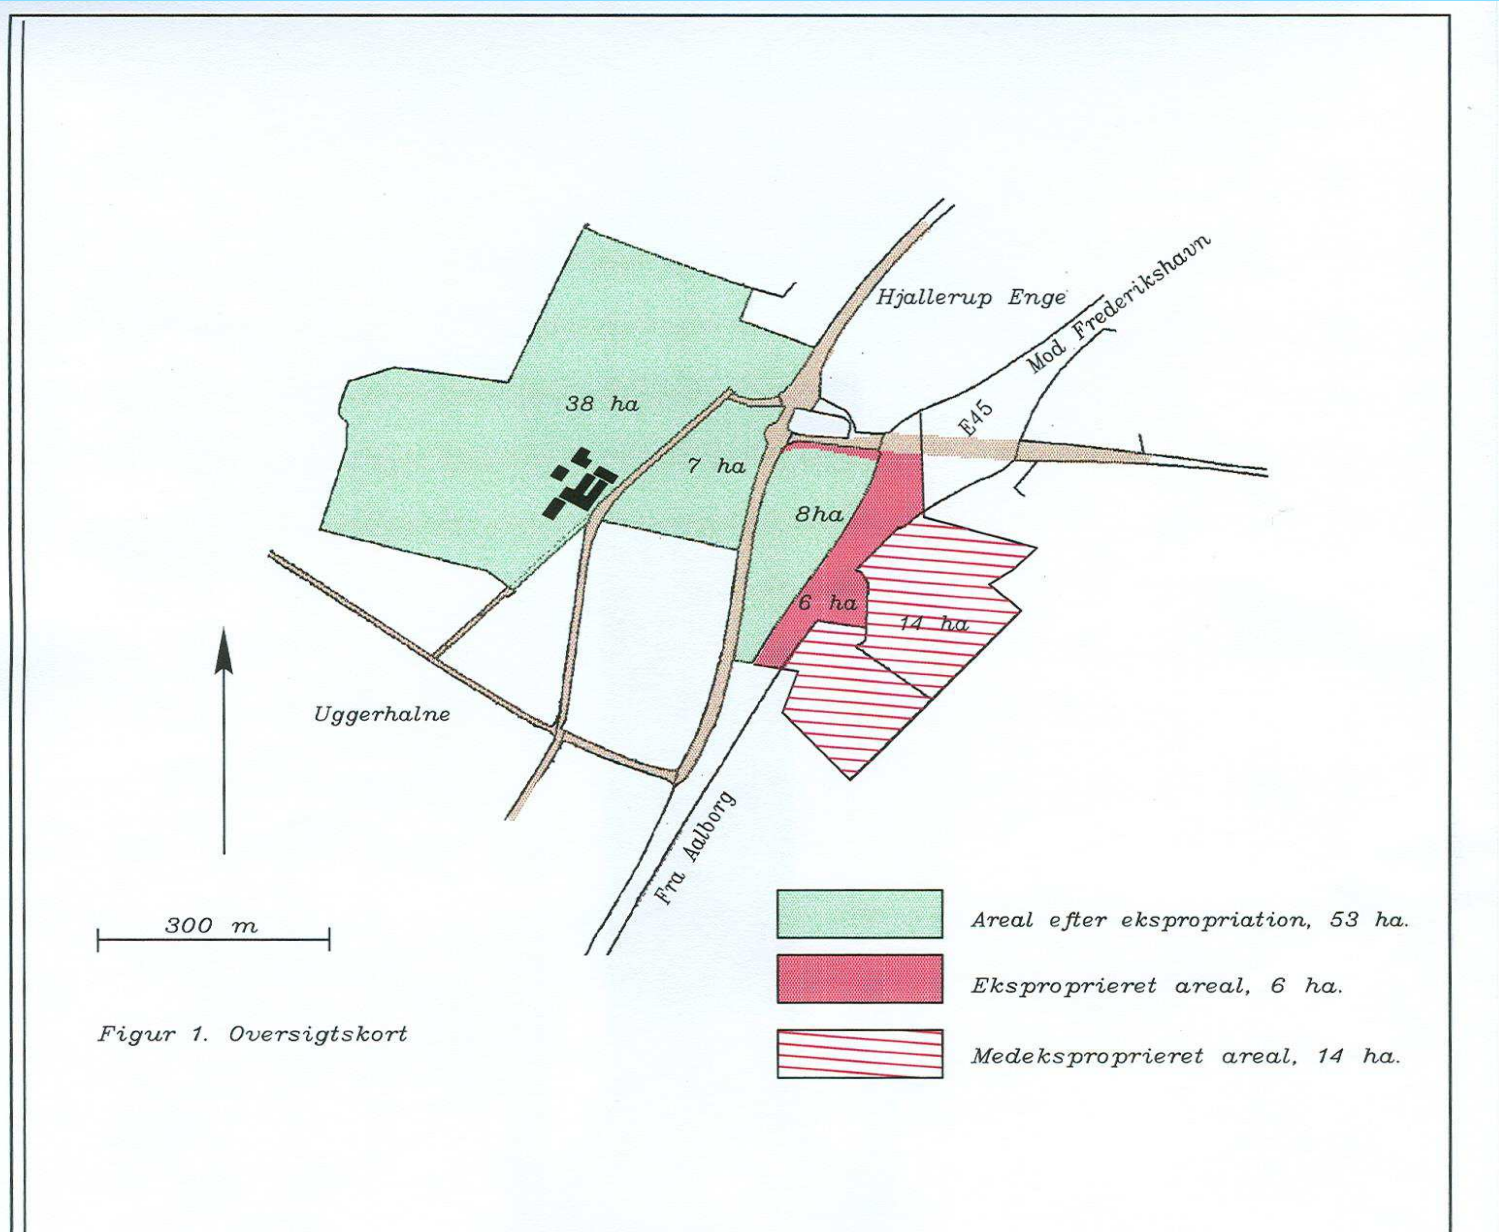 Hjallerup Enge
Mod Frederikshavn
E45
38 ha
7 ha
8ha
6 ha
14 ha
Uggerhalne
Fra Aalborg
300 m
Areal efter ekspropriation, 53 ha.
Eksproprieret areal, 6 ha.
Medeksproprieret areal, 14 ha.
Figur 1. Oversigtskort